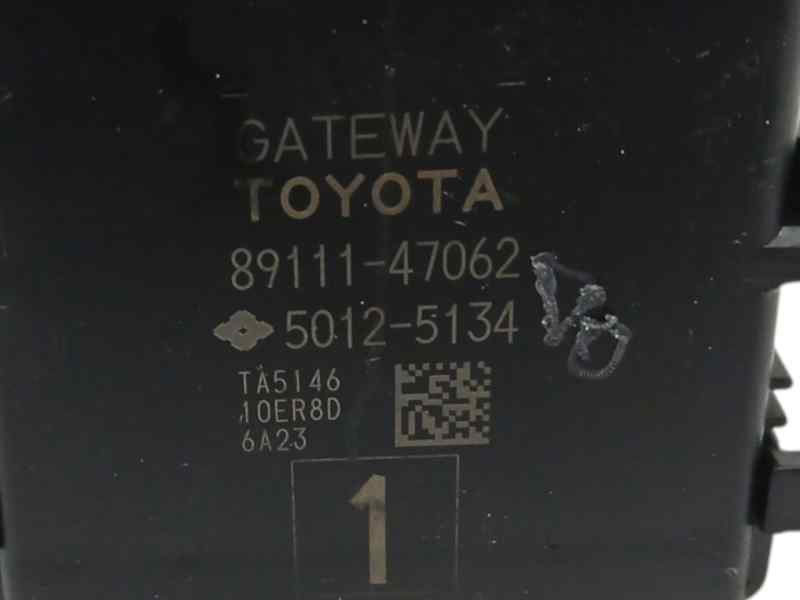 GATEWAY
TOYOTA
89111-47062
5012-5134
TA5146
10ER8D
6A23
1